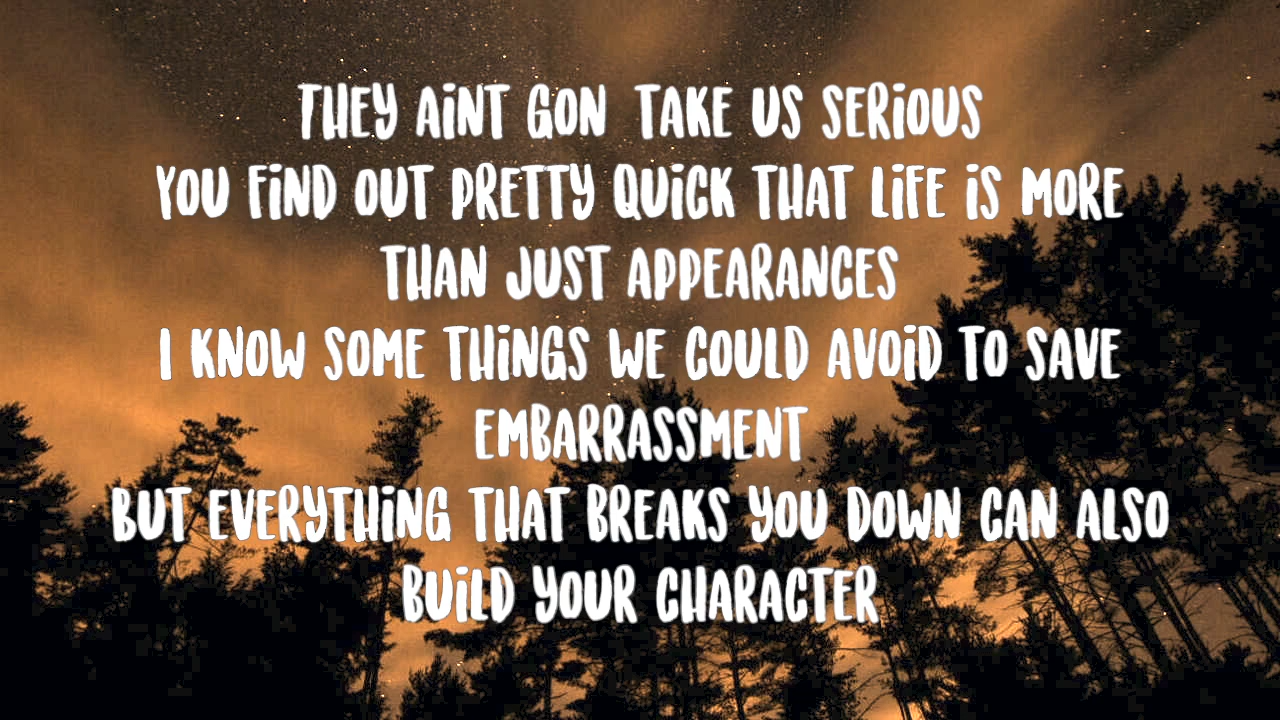 THEY AiNT GON TAKE US SERiOUS
YOU FiND OUT PRETTY QUiCK THAT LiFE iS MORE
THAN JUST APPEARANCES
I KNOW SOME THiNGS WE COULD AVOiD TO SAVE
EMBARRASSMENT
BUT EVERYTHiNG THAT BREAKS YOU DOWN CAN ALSO
BUiLD YOUR CHARACTER